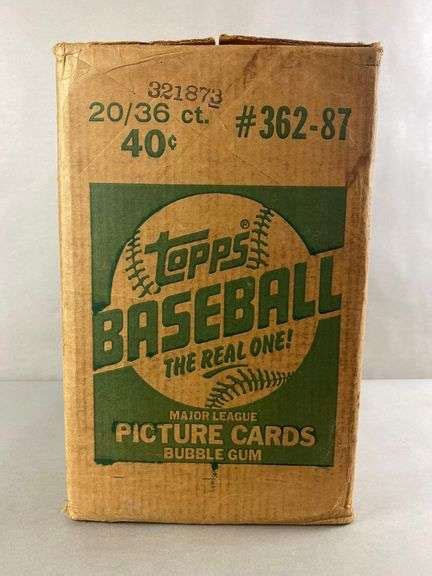 321873
20/36 ct. #362-87
40¢
topps®
BASEBALL
THE REAL ONE!
MAJOR LEAGUE
PICTURE CARDS
BUBBLE GUM